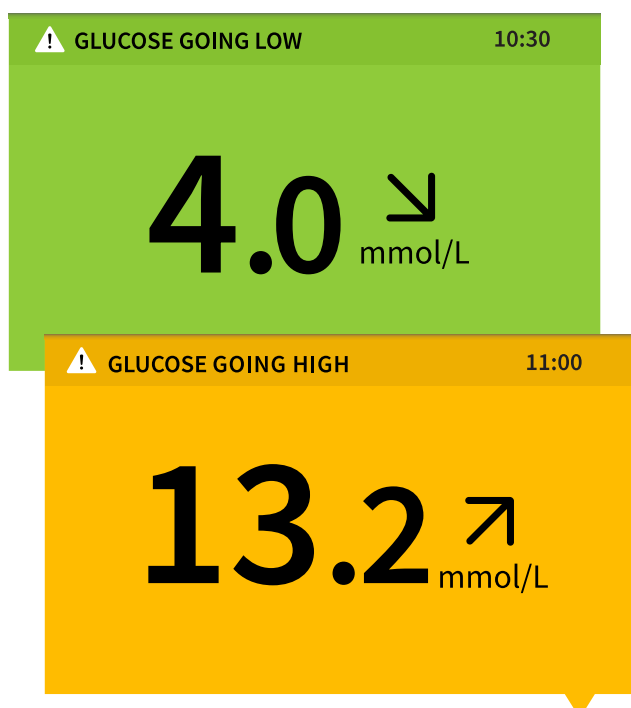 GLUCOSE GOING LOW 10:30
4.0 mmol/L
GLUCOSE GOING HIGH 11:00
13.2 mmol/L